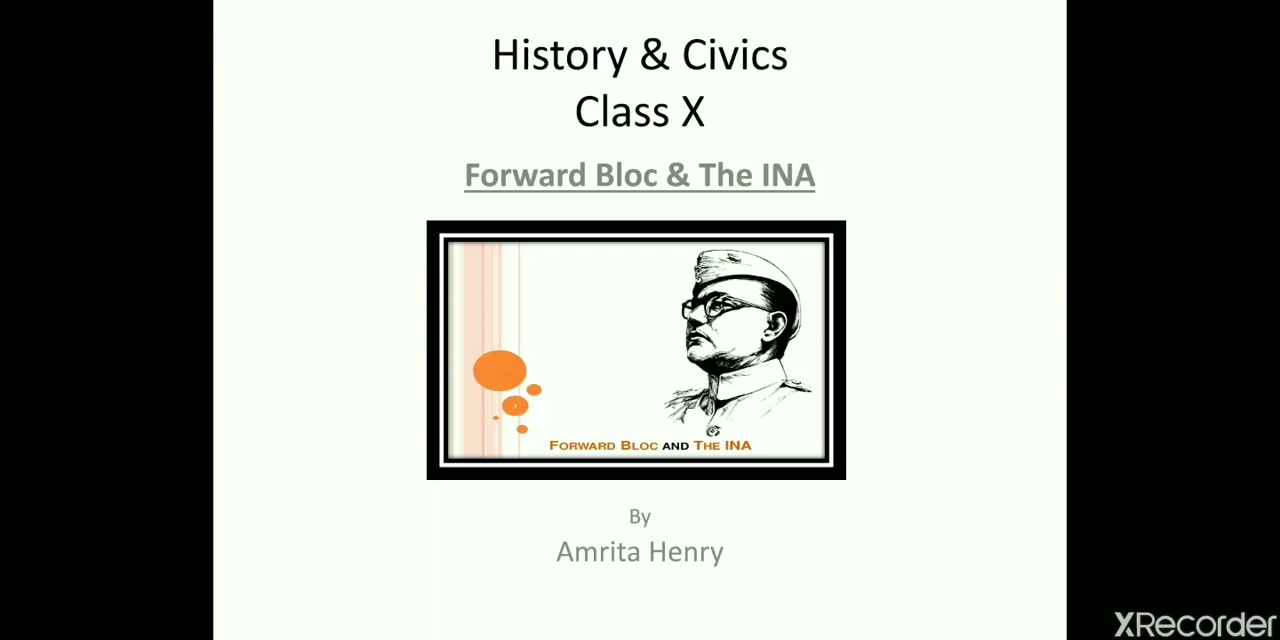 History & Civics
Class X
Forward Bloc & The INA
FORWARD BLOC AND THE INA
By
Amrita Henry
XRecorder